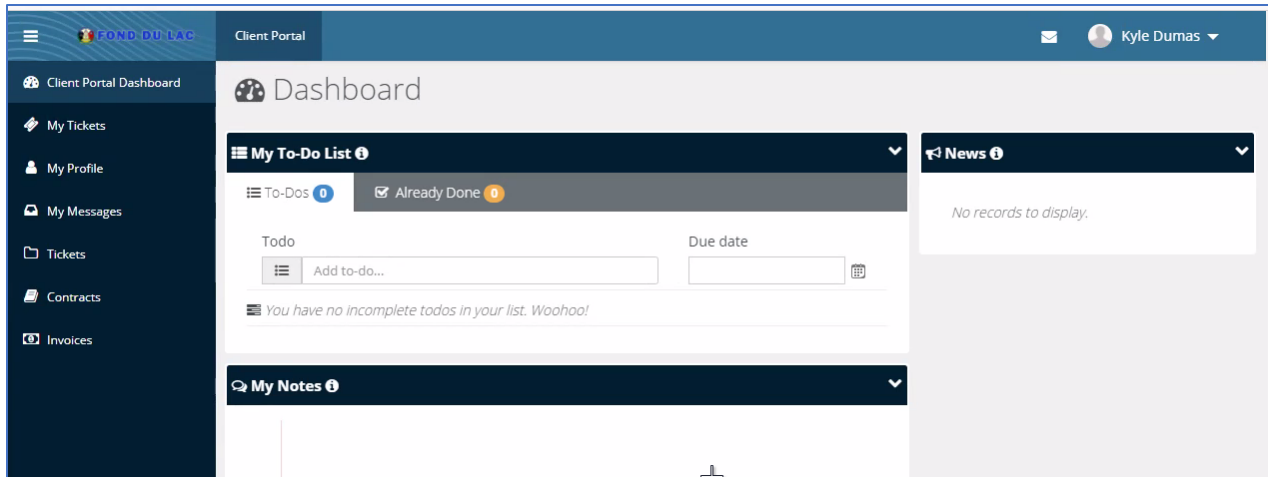 FOND DU LAC
Client Portal
Kyle Dumas
Client Portal Dashboard
My Tickets
My Profile
My Messages
Tickets
Contracts
Invoices
Dashboard
My To-Do List
To-Dos 0
Already Done 0
Todo
Due date
Add to-do...
You have no incomplete todos in your list. Woohoo!
My Notes
News
No records to display.